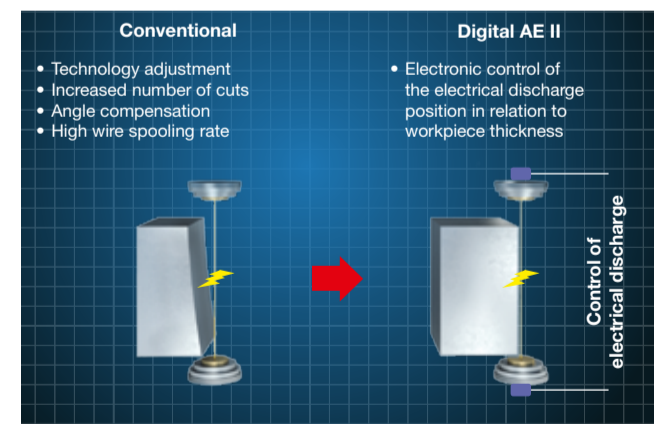 Conventional
• Technology adjustment
• Increased number of cuts
• Angle compensation
• High wire spooling rate
Digital AE II
• Electronic control of
the electrical discharge
position in relation to
workpiece thickness
Control of
electrical discharge